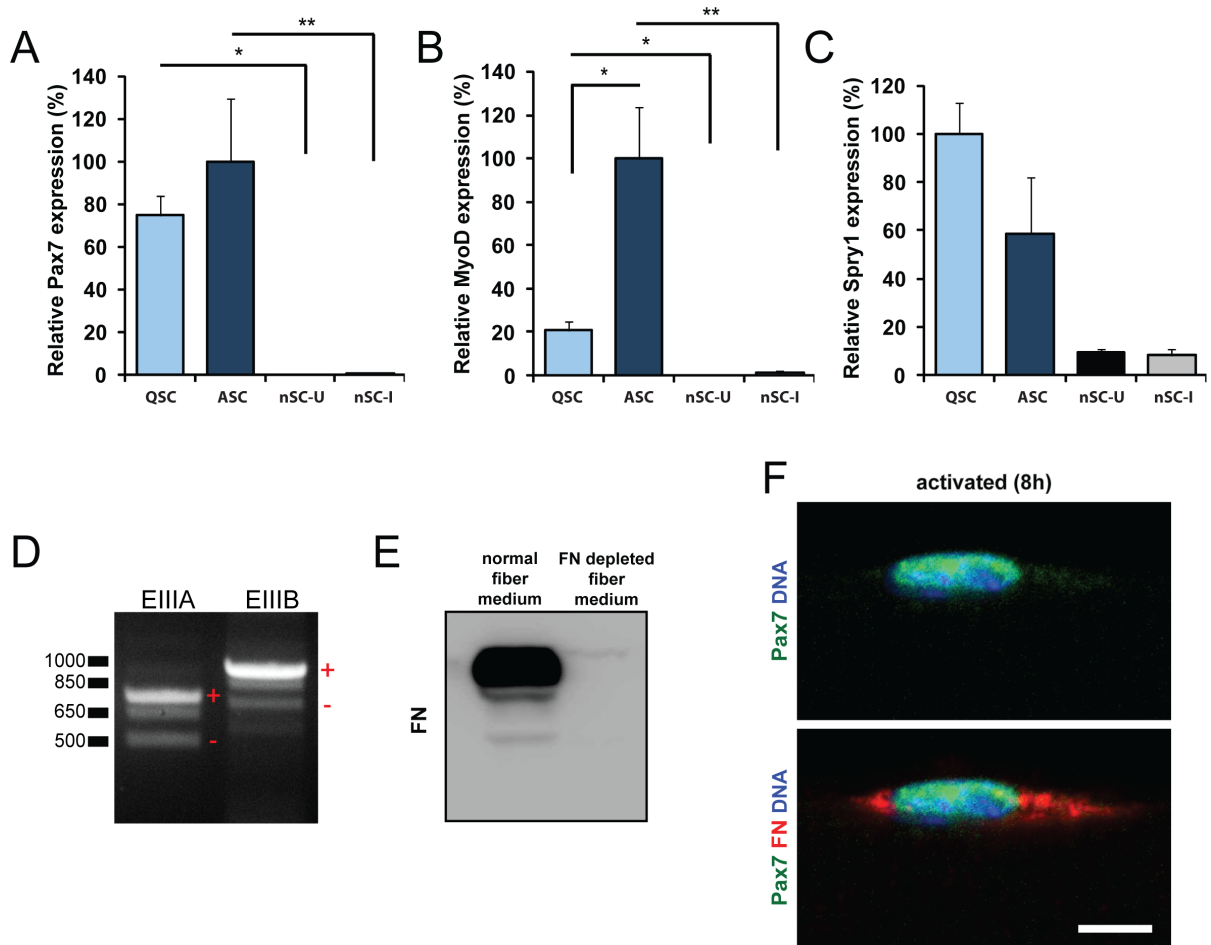 A
Relative Pax7 expression (%)
140
120
100
80
60
40
20
0
*
**
QSC ASC nSC-U nSC-I
B
Relative MyoD expression (%)
140
120
100
80
60
40
20
0
*
*
**
QSC ASC nSC-U nSC-I
C
Relative Spry1 expression (%)
120
100
80
60
40
20
0
QSC ASC nSC-U nSC-I
D
EIIIA EIIIB
1000
850
650
500
+
-
+
-
E
normal
fiber
medium
FN depleted
fiber
medium
FN
F
activated (8h)
Pax7 DNA
Pax7 FN DNA